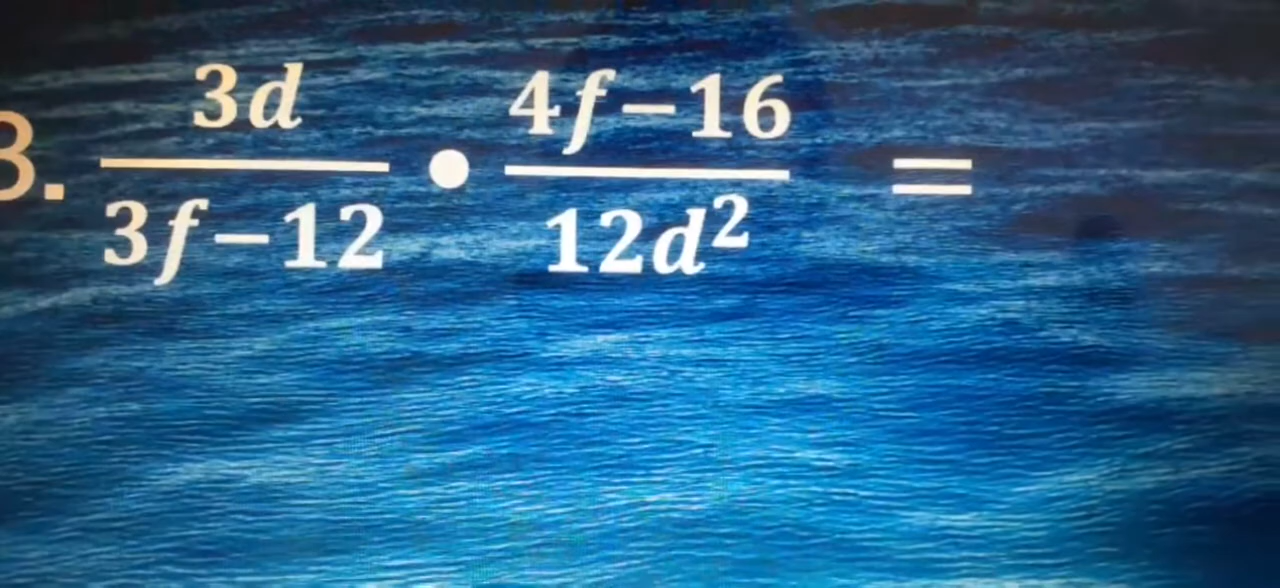 3. 3d/(3f−12) • (4f−16)/(12d²) =